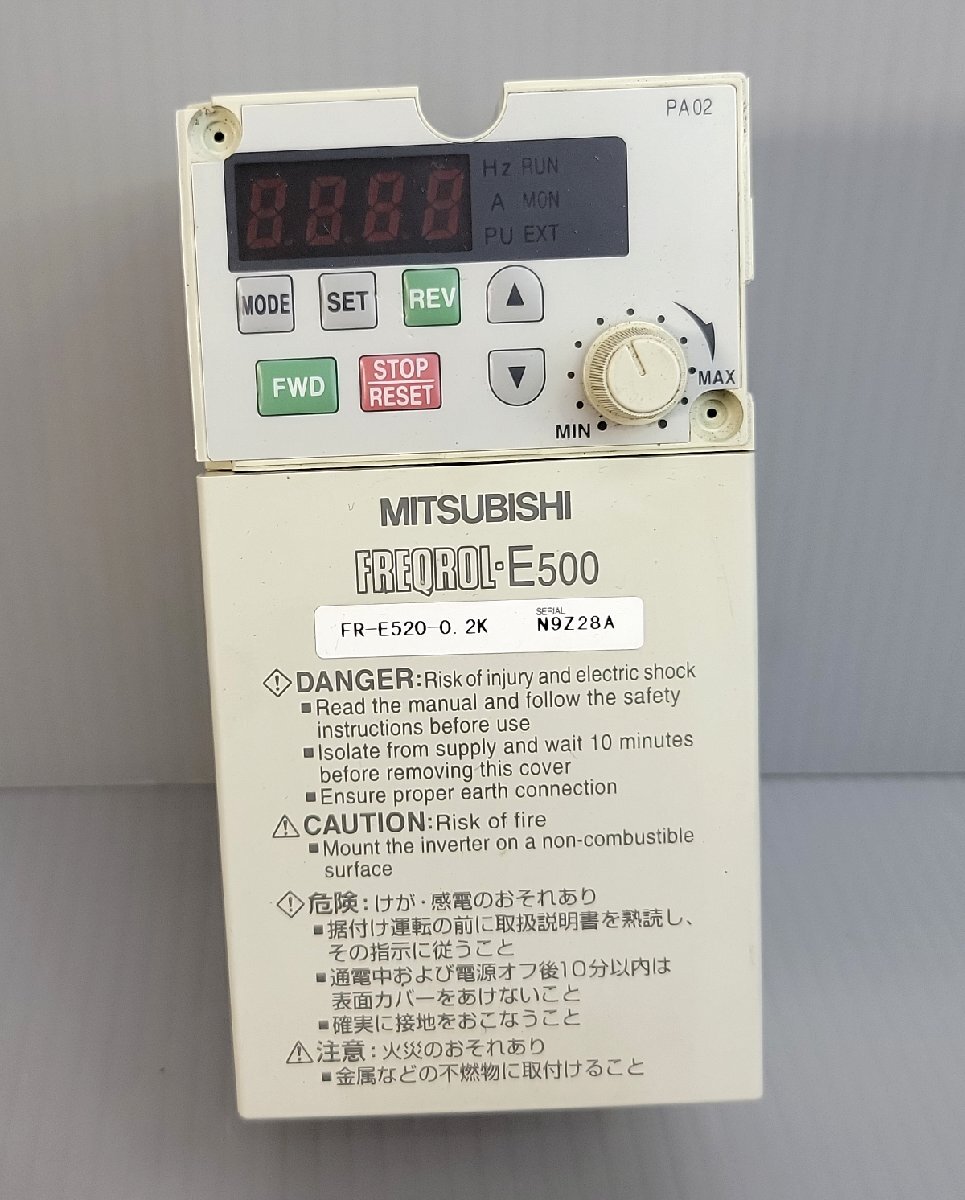 PA02
8.8.8.8
Hz RUN
A MON
PU EXT
MODE SET REV ▲
FWD STOP
RESET ▼
MAX
MIN
MITSUBISHI
FREQROL-E500
SERIAL
FR-E520-0.2K N9Z28A
DANGER:Risk of injury and electric shock
■Read the manual and follow the safety
instructions before use
■Isolate from supply and wait 10 minutes
before removing this cover
■Ensure proper earth connection
CAUTION:Risk of fire
■Mount the inverter on a non-combustible
surface
危険:けが・感電のおそれあり
■据付け運転の前に取扱説明書を熟読し、
その指示に従うこと
■通電中および電源オフ後10分以内は
表面カバーをあけないこと
■確実に接地をおこなうこと
注意:火災のおそれあり
■金属などの不燃物に取付けること